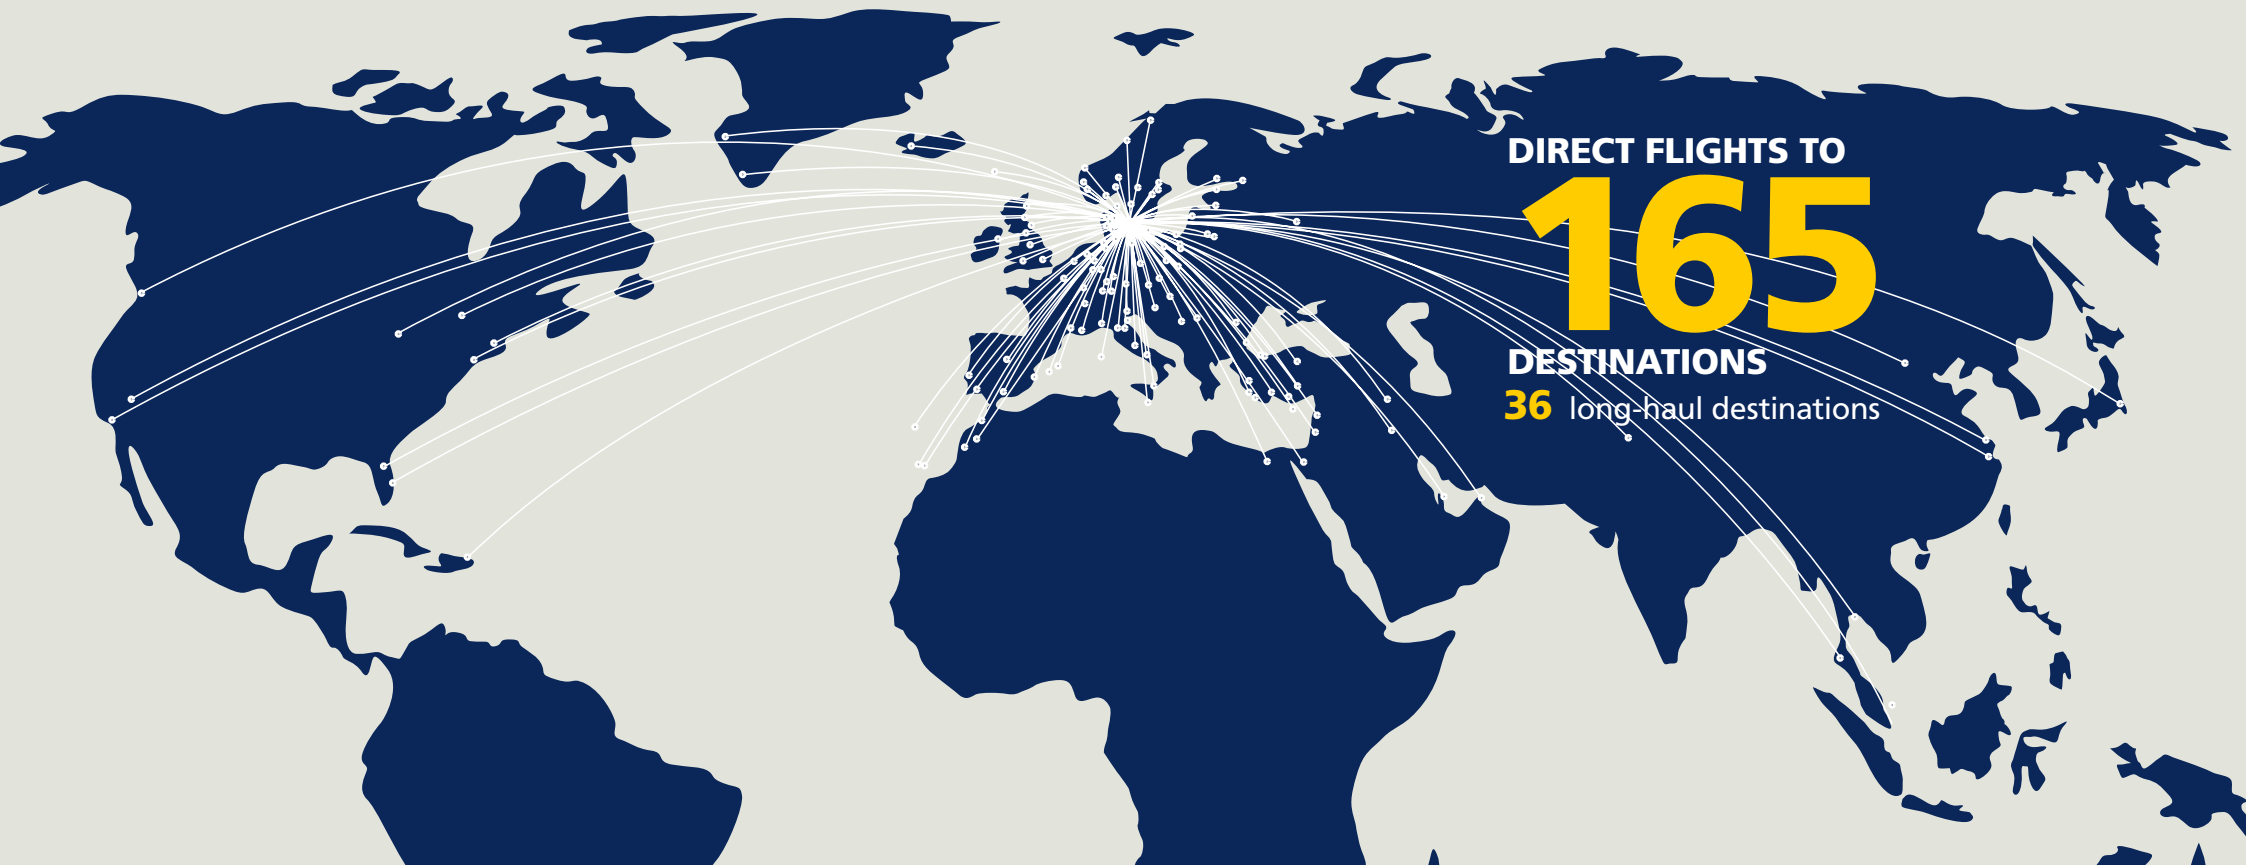 DIRECT FLIGHTS TO
165
DESTINATIONS
36 long-haul destinations